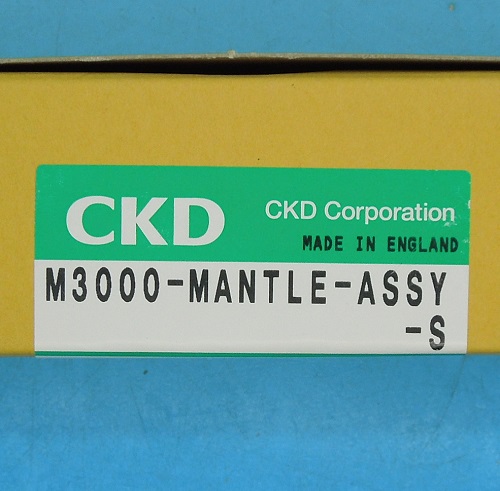 CKD
CKD Corporation
MADE IN ENGLAND
M3000-MANTLE-ASSY
-S